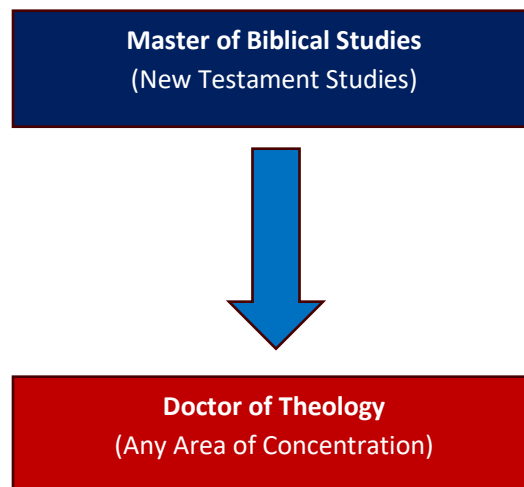 Master of Biblical Studies
(New Testament Studies)
Doctor of Theology
(Any Area of Concentration)